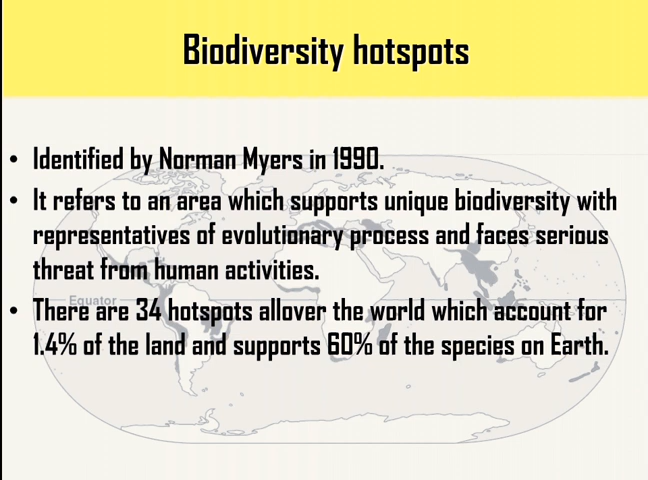 Biodiversity hotspots
• Identified by Norman Myers in 1990.
• It refers to an area which supports unique biodiversity with
representatives of evolutionary process and faces serious
threat from human activities.
Equator
• There are 34 hotspots allover the world which account for
1.4% of the land and supports 60% of the species on Earth.